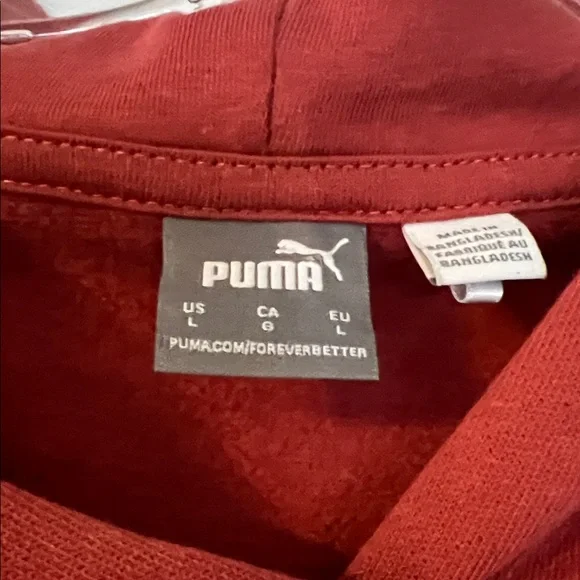 PUMA
US CA EU
L G L
PUMA.COM/FOREVERBETTER
MADE IN
BANGLADESH/
FABRIQUÉ AU
BANGLADESH